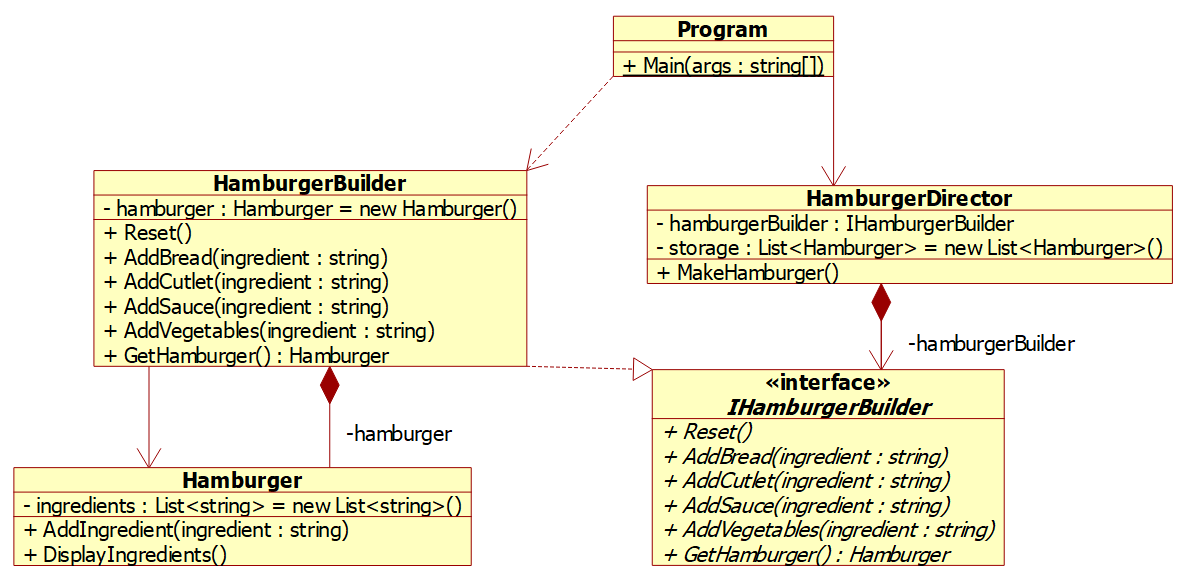 Program
+ Main(args : string[])
HamburgerBuilder
- hamburger : Hamburger = new Hamburger()
+ Reset()
+ AddBread(ingredient : string)
+ AddCutlet(ingredient : string)
+ AddSauce(ingredient : string)
+ AddVegetables(ingredient : string)
+ GetHamburger() : Hamburger
HamburgerDirector
- hamburgerBuilder : IHamburgerBuilder
- storage : List<Hamburger> = new List<Hamburger>()
+ MakeHamburger()
-hamburgerBuilder
-hamburger
Hamburger
- ingredients : List<string> = new List<string>()
+ AddIngredient(ingredient : string)
+ DisplayIngredients()
«interface»
IHamburgerBuilder
+ Reset()
+ AddBread(ingredient : string)
+ AddCutlet(ingredient : string)
+ AddSauce(ingredient : string)
+ AddVegetables(ingredient : string)
+ GetHamburger() : Hamburger